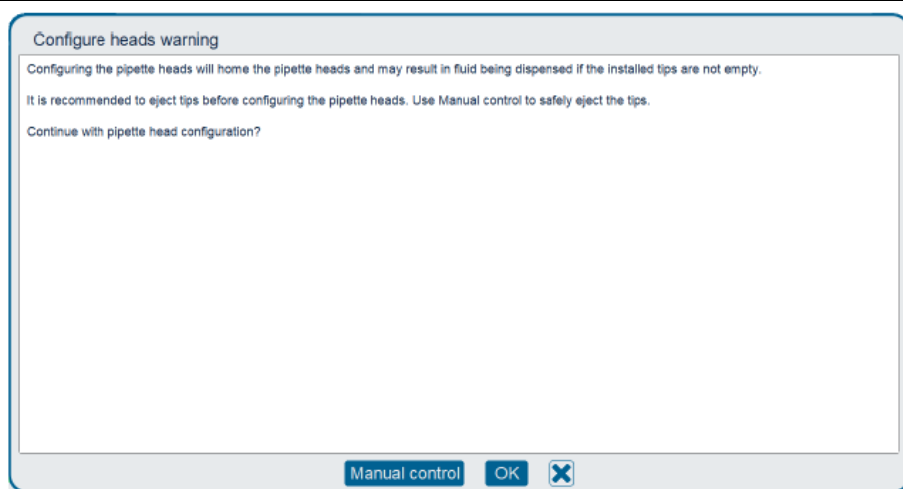 Configure heads warning
Configuring the pipette heads will home the pipette heads and may result in fluid being dispensed if the installed tips are not empty.
It is recommended to eject tips before configuring the pipette heads. Use Manual control to safely eject the tips.
Continue with pipette head configuration?
Manual control OK